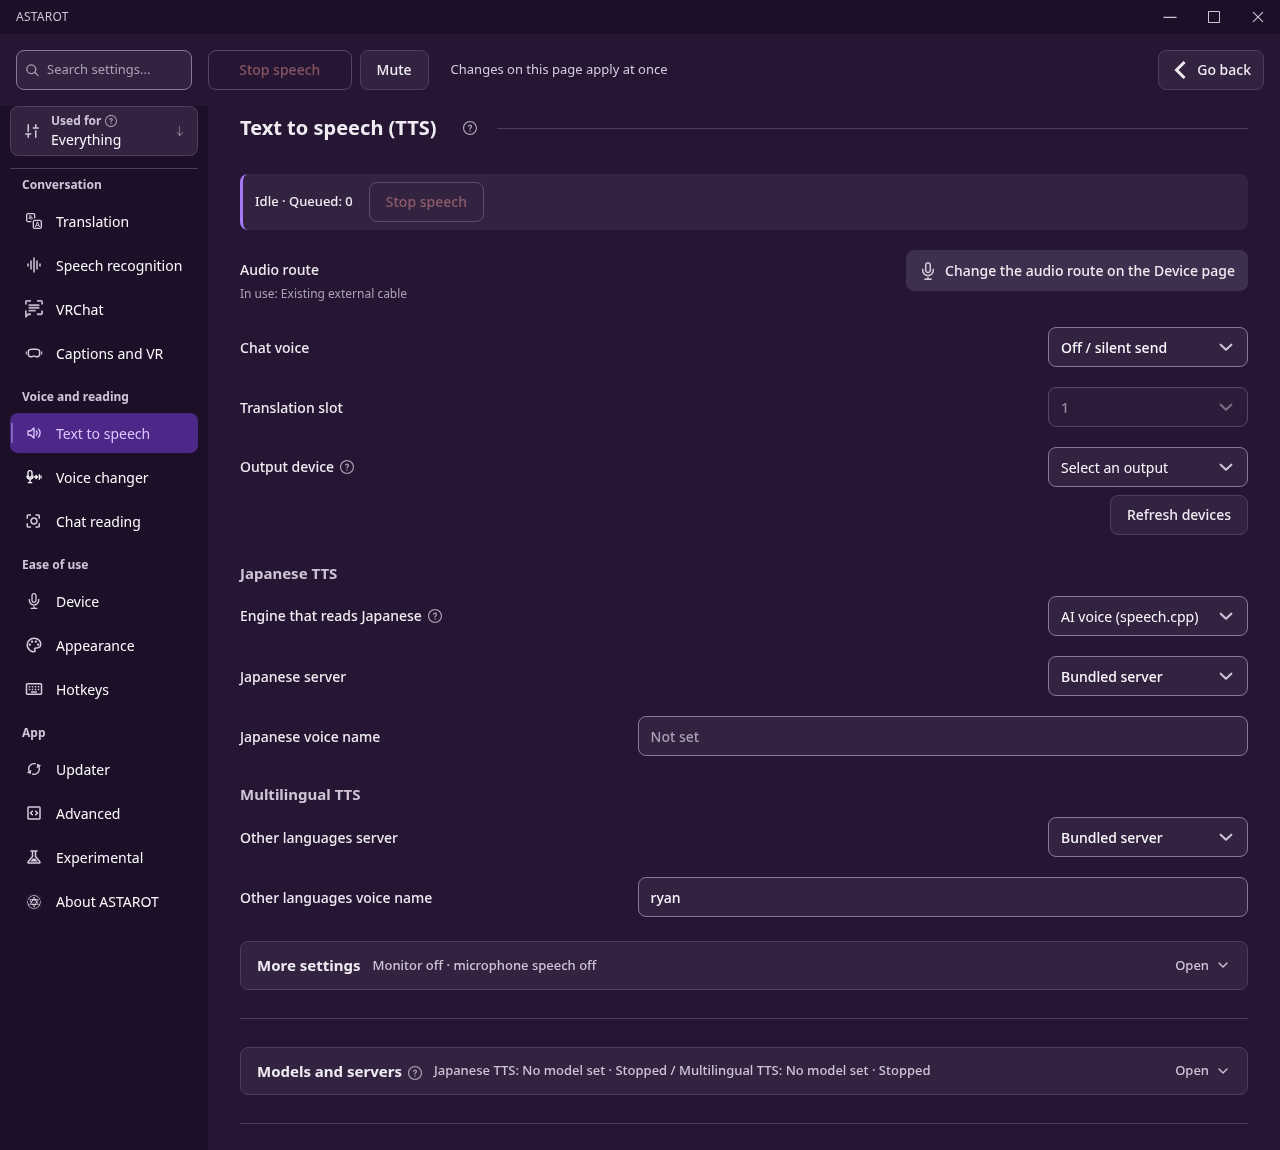 ASTAROT
Search settings...
Stop speech
Mute
Changes on this page apply at once
Go back
Used for
Everything
Conversation
Translation
Speech recognition
VRChat
Captions and VR
Voice and reading
Text to speech
Voice changer
Chat reading
Ease of use
Device
Appearance
Hotkeys
App
Updater
Advanced
Experimental
About ASTAROT
Text to speech (TTS)
Idle · Queued: 0
Stop speech
Audio route
In use: Existing external cable
Change the audio route on the Device page
Chat voice
Off / silent send
Translation slot
1
Output device
Select an output
Refresh devices
Japanese TTS
Engine that reads Japanese
AI voice (speech.cpp)
Japanese server
Bundled server
Japanese voice name
Not set
Multilingual TTS
Other languages server
Bundled server
Other languages voice name
ryan
More settings Monitor off · microphone speech off
Open
Models and servers Japanese TTS: No model set · Stopped / Multilingual TTS: No model set · Stopped
Open